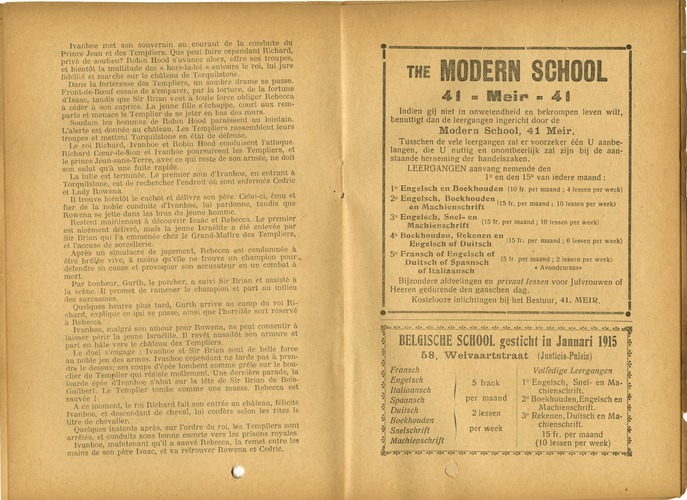 Ivanhoe met son souverain au courant de la conduite du
Prince Jean et des Templiers. Que peut faire cependant Richard,
privé de soutien? Robin Hood s'avance alors, offre ses troupes,
et bientôt la multitude des « hors-la-loi » entoure le roi, lui jure
fidélité et marche sur le château de Torquilstone.
Dans la forteresse des Templiers, un sombre drame se passe.
Front-de-Bœuf essaie de s'emparer, par la torture, de la fortune
d'Isaac, tandis que Sir Brian veut à toute force obliger Rebecca
à céder à son caprice. La jeune fille s'échappe, court aux rem-
parts et menace le Templier de se jeter en bas des murs.
Soudain les hommes de Robin Hood paraissent au lointain.
L'alerte est donnée au château. Les Templiers rassemblent leurs
troupes et mettent Torquilstone en état de défense.
Le roi Richard, Ivanhoe et Robin Hood conduisent l'attaque.
Richard Cœur-de-Sion et Ivanhoe poursuivent les Templiers, et
le prince Jean-sans-Terre, avec ce qui reste de son armée, ne doit
son salut qu'à une fuite rapide.
La lutte est terminée. Le premier soin d'Ivanhoe, en entrant à
Torquilstone, est de rechercher l'endroit où sont enfermés Cedric
et Lady Rowena.
Il trouve bientôt le cachot et délivre son père. Celui-ci, ému et
fier de la noble conduite d'Ivanhoe, lui pardonne, tandis que
Rowena se jette dans les bras du jeune homme.
Restent maintenant à découvrir Isaac et Rebecca. Le premier
est aisément délivré, mais la jeune Israélite a été enlevée par
Sir Brian qui l'a emmenée chez le Grand-Maître des Templiers,
et l'accuse de sorcellerie.
Après un simulacre de jugement, Rebecca est condamnée à
être brûlée vive, à moins qu'elle ne trouve un champion pour
défendre sa cause et provoquer son accusateur en un combat à
mort.
Par bonheur, Gurth, le porcher, a suivi Sir Brian et assisté à
la scène. Il promet de ramener le champion et part au milieu
des sarcasmes.
Quelques heures plus tard, Gurth arrive au camp du roi Ri-
chard, explique ce qui se passe, ainsi que l'horrible sort réservé
à Rebecca.
Ivanhoe, malgré son amour pour Rowena, ne peut consentir à
laisser périr la jeune Israélite. Il revêt aussitôt son armure et
part en hâte vers le château des Templiers.
Le duel s'engage ; Ivanhoe et Sir Brian sont de belle force
au noble jeu des armes. Ivanhoe cependant ne tarde pas à pren-
dre le dessus; ses coups d'épée tombent comme grêle sur le bou-
clier du Templier qui résiste mollement. Une dernière parade, la
lourde épée d'Ivanhoe s'abat sur la tête de Sir Brian de Bois-
Guilbert. Le Templier tombe comme une masse. Rebecca est
sauvée !
A ce moment, le roi Richard fait son entrée au château, félicite
Ivanhoe, et descendant de cheval, lui confère selon les rites le
titre de chevalier.
Quelques instants après, sur l'ordre du roi, les Templiers sont
arrêtés, et conduits sous bonne escorte vers les prisons royales.
Ivanhoe, maintenant qu'il a sauvé Rebecca, la remet entre les
mains de son père Isaac, et va retrouver Rowena et Cedric.
THE MODERN SCHOOL
41 - Meir - 41
Indien gij niet in onwetendheid en bekrompen leven wilt,
benuttigt dan de leergangen ingericht door de
Modern School, 41 Meir.
Tusschen de vele leergangen zal er voorzeker één U aanbe-
langen, die U nuttig en onontbeerlijk zal zijn bij de aan-
staande herneming der handelszaken.
LEERGANGEN aanvang nemende den
1e en den 15e van iedere maand :
1e Engelsch en Boekhouden (10 fr. per maand ; 4 lessen per week)
2e Engelsch, Boekhouden
en Machienschrift (15 fr. per maand ; 10 lessen per week)
3e Engelsch, Snel- en
Machienschrift (15 fr. per maand ; 10 lessen per week)
4e Boekhouden, Rekenen en
Engelsch of Duitsch (15 fr. per maand ; 6 lessen per week)
5e Fransch of Engelsch of
Duitsch of Spaansch
of Italiaansch (5 fr. per maand ; 2 lessen per week)
« Avondcursus »
Bijzondere afdeelingen en privaat lessen voor Jufvrouwen of
Heeren gedurende den ganschen dag.
Kostelooze inlichtingen bij het Bestuur, 41. MEIR.
BELGISCHE SCHOOL gesticht in Januari 1915
58, Welvaartstraat (Justicie-Paleis)
Fransch
Engelsch
Italiaansch
Spaansch
Duitsch
Boekhouden
Snelschrift
Machienschrift
5 frank
per maand
2 lessen
per week
Volledige Leergangen
1e Engelsch, Snel- en Ma-
chienschrift.
2e Boekhouden, Engelsch en
Machienschrift.
3e Rekenen, Duitsch en Ma-
chienschrift.
15 fr. per maand
(10 lessen per week)